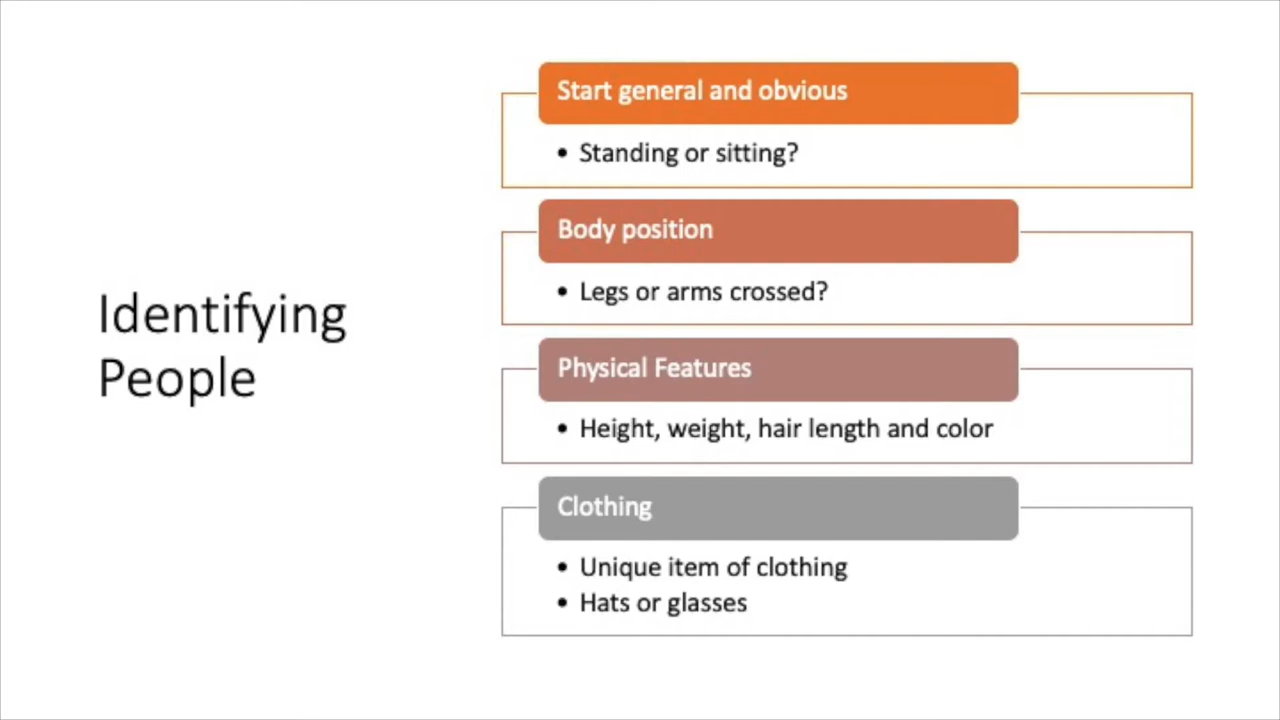 Identifying
People
Start general and obvious
• Standing or sitting?
Body position
• Legs or arms crossed?
Physical Features
• Height, weight, hair length and color
Clothing
• Unique item of clothing
• Hats or glasses